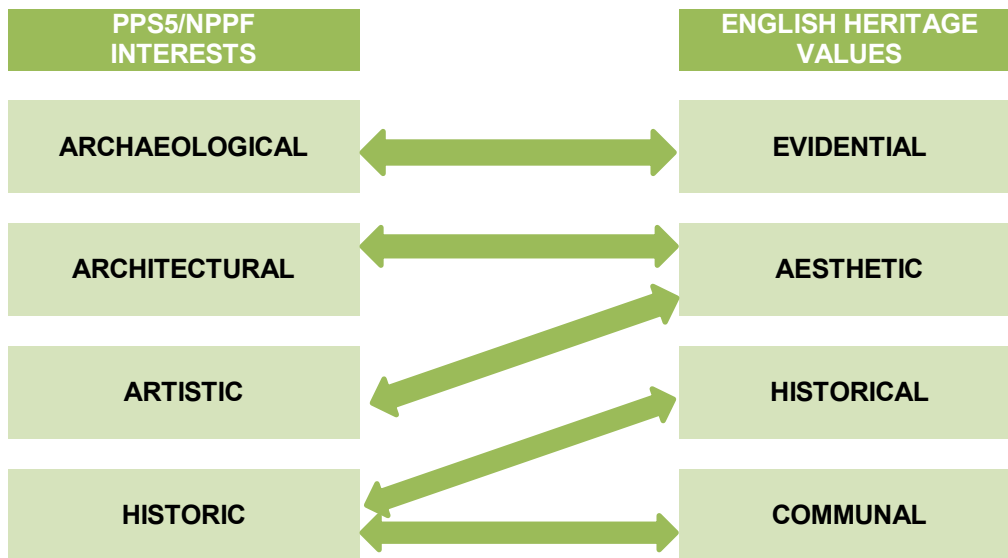 PPS5/NPPF
INTERESTS
ENGLISH HERITAGE
VALUES
ARCHAEOLOGICAL
EVIDENTIAL
ARCHITECTURAL
AESTHETIC
ARTISTIC
HISTORICAL
HISTORIC
COMMUNAL